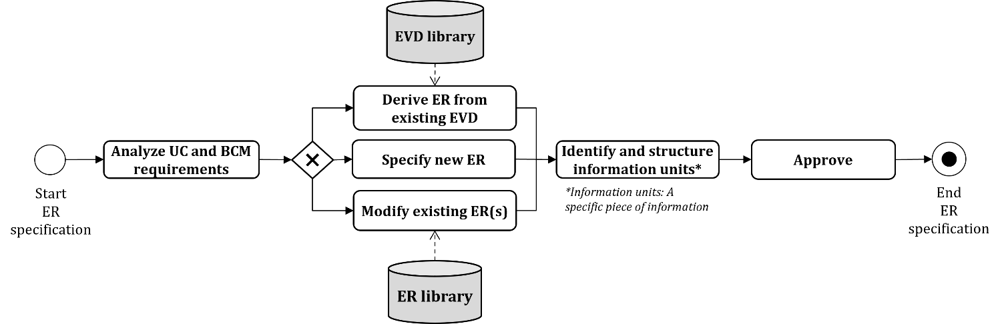 EVD library
Derive ER from
existing EVD
Analyze UC and BCM
requirements
Specify new ER
Identify and structure
information units*
Approve
*Information units: A
specific piece of information
Start
ER
specification
End
ER
specification
Modify existing ER(s)
ER library